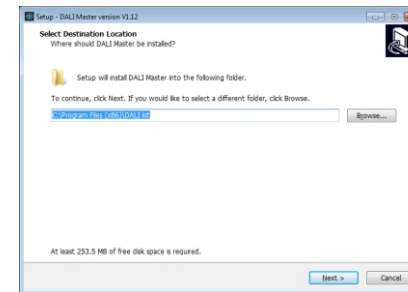 Setup - DALI Master version V1.12
Select Destination Location
Where should DALI Master be installed?
Setup will install DALI Master into the following folder.
To continue, click Next. If you would like to select a different folder, click Browse.
C:\Program Files (x86)\DALI kit
Browse...
At least 253.5 MB of free disk space is required.
Next >
Cancel